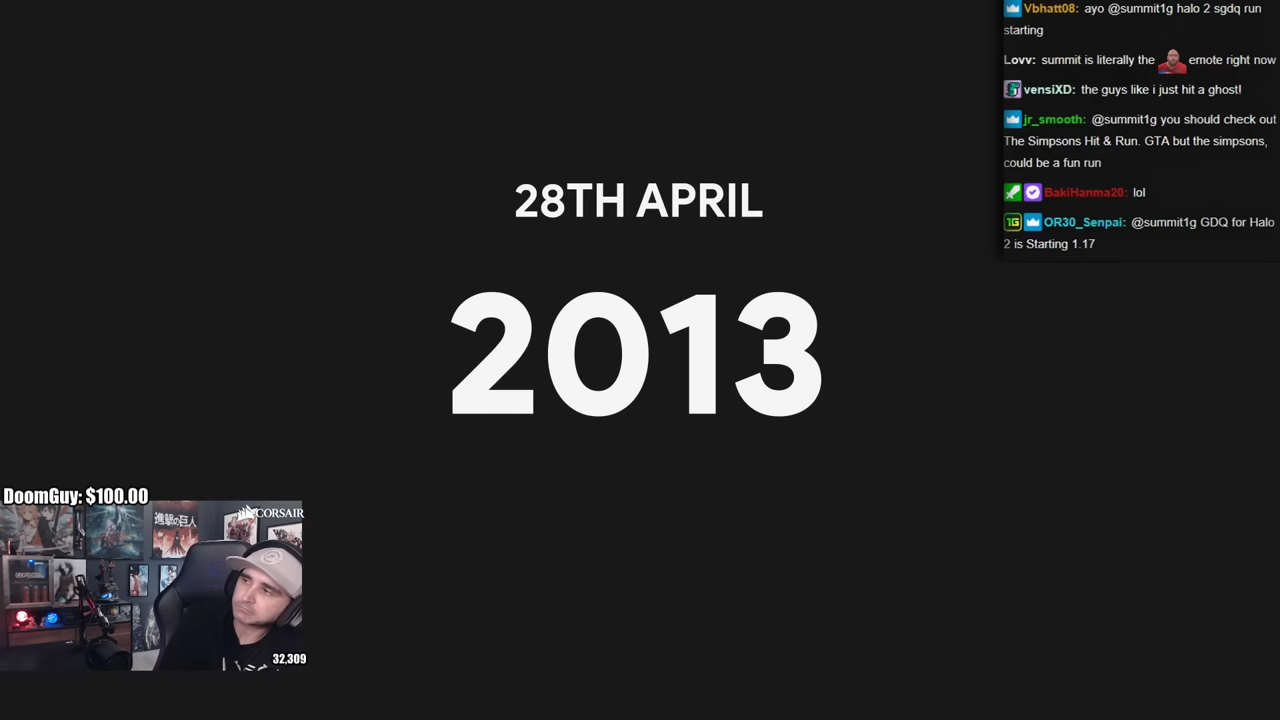 Vbhatt08: ayo @summit1g halo 2 sgdq run
starting
Lovv: summit is literally the emote right now
vensiXD: the guys like i just hit a ghost!
jr_smooth: @summit1g you should check out
The Simpsons Hit & Run. GTA but the simpsons,
could be a fun run
BakiHanma20: lol
1G OR30_Senpai: @summit1g GDQ for Halo
2 is Starting 1.17
28TH APRIL
2013
DoomGuy: $100.00
CORSAIR
進撃の巨人
32,309